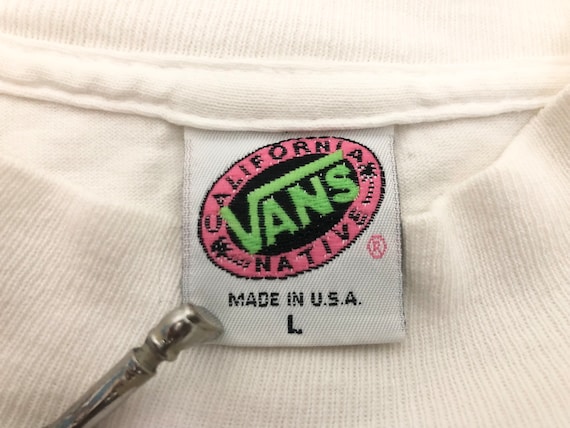 CALIFORNIA
VANS
NATIVE
®
MADE IN U.S.A.
L